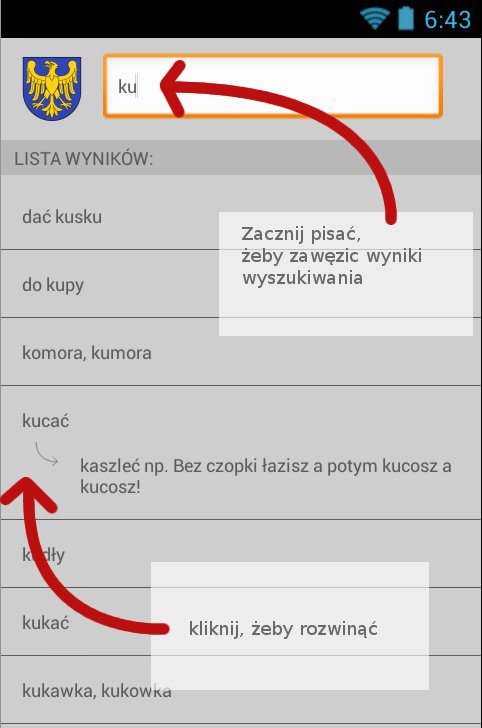 6:43
ku
LISTA WYNIKÓW:
dać kusku
Zacznij pisać,
żeby zawęzic wyniki
wyszukiwania
do kupy
komora, kumora
kucać
kaszleć np. Bez czopki łazisz a potym kucosz a
kucosz!
kudły
kukać
kliknij, żeby rozwinąć
kukawka, kukowka